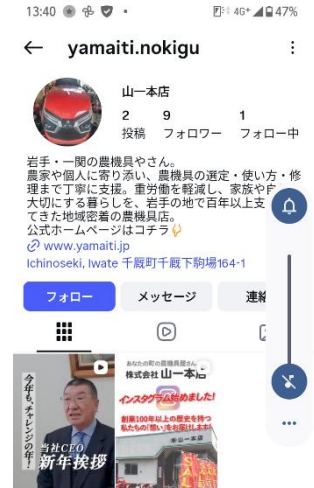 13:40
4G+
47%
yamaiti.nokigu
山一本店
2 9 1
投稿 フォロワー フォロー中
岩手・一関の農機具やさん。
農家や個人に寄り添い、農機具の選定・使い方・修
理まで丁寧に支援。重労働を軽減し、家族や
大切にする暮らしを、岩手の地で百年以上支
てきた地域密着の農機具店。
公式ホームページはコチラ
www.yamaiti.jp
Ichinoseki, Iwate 千厩町千厩下駒場164-1
フォロー メッセージ 連絡
今年も、チャレンジの年!
当社CEO
新年挨拶
あなたの町の農機具屋さん
株式会社 山一本店
インスタグラム始めました!
創業100年以上の歴史を持つ
私たちの「想い」をお届けします!
㈱山一本店
SALE